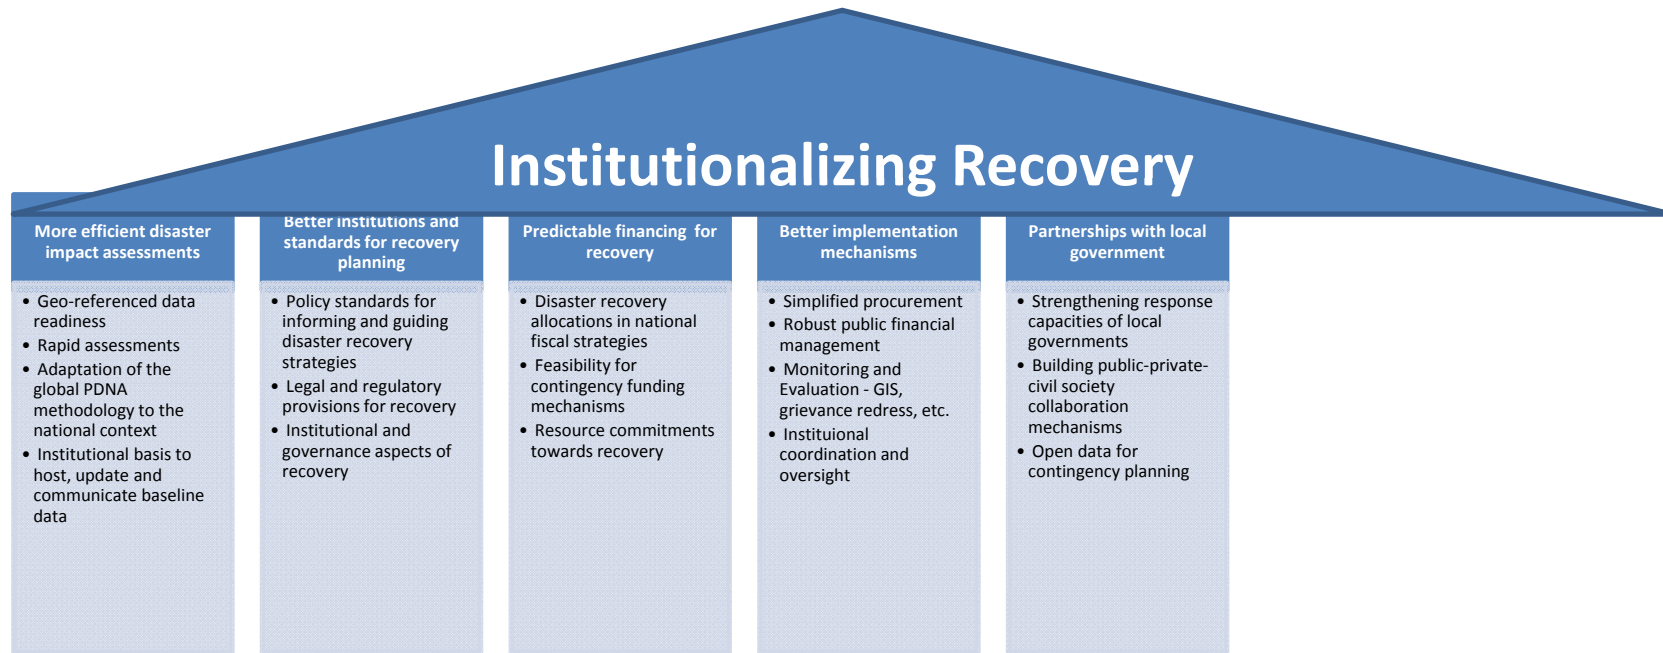 Institutionalizing Recovery
More efficient disaster
impact assessments
• Geo-referenced data
readiness
• Rapid assessments
• Adaptation of the
global PDNA
methodology to the
national context
• Institutional basis to
host, update and
communicate baseline
data
Better institutions and
standards for recovery
planning
• Policy standards for
informing and guiding
disaster recovery
strategies
• Legal and regulatory
provisions for recovery
• Institutional and
governance aspects of
recovery
Predictable financing for
recovery
• Disaster recovery
allocations in national
fiscal strategies
• Feasibility for
contingency funding
mechanisms
• Resource commitments
towards recovery
Better implementation
mechanisms
• Simplified procurement
• Robust public financial
management
• Monitoring and
Evaluation - GIS,
grievance redress, etc.
• Instituional
coordination and
oversight
Partnerships with local
government
• Strengthening response
capacities of local
governments
• Building public-private-
civil society
collaboration
mechanisms
• Open data for
contingency planning